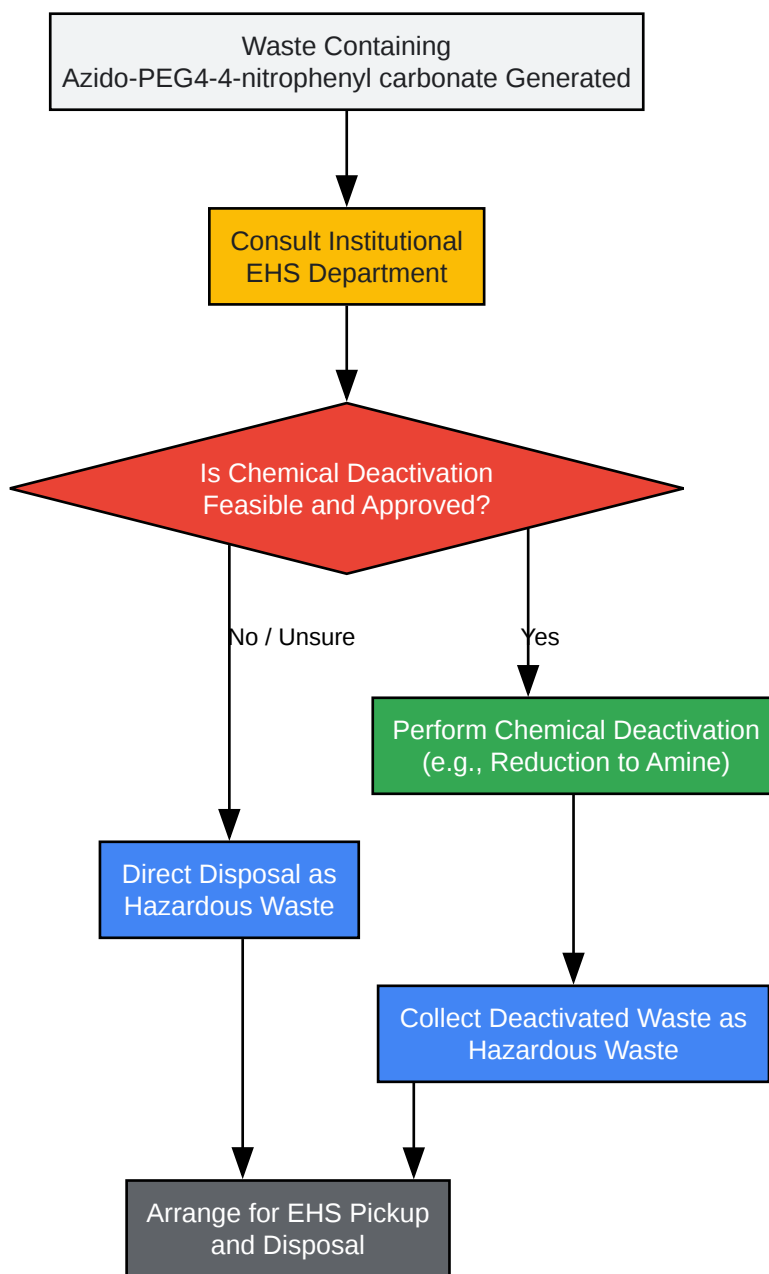 Waste Containing
Azido-PEG4-4-nitrophenyl carbonate Generated
Consult Institutional
EHS Department
Is Chemical Deactivation
Feasible and Approved?
No / Unsure
Yes
Perform Chemical Deactivation
(e.g., Reduction to Amine)
Direct Disposal as
Hazardous Waste
Collect Deactivated Waste as
Hazardous Waste
Arrange for EHS Pickup
and Disposal